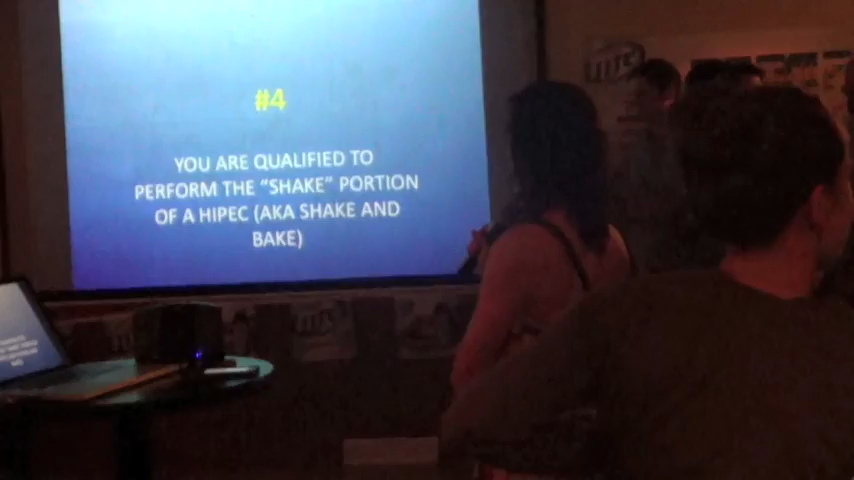 #4
YOU ARE QUALIFIED TO
PERFORM THE "SHAKE" PORTION
OF A HIPEC (AKA SHAKE AND
BAKE)